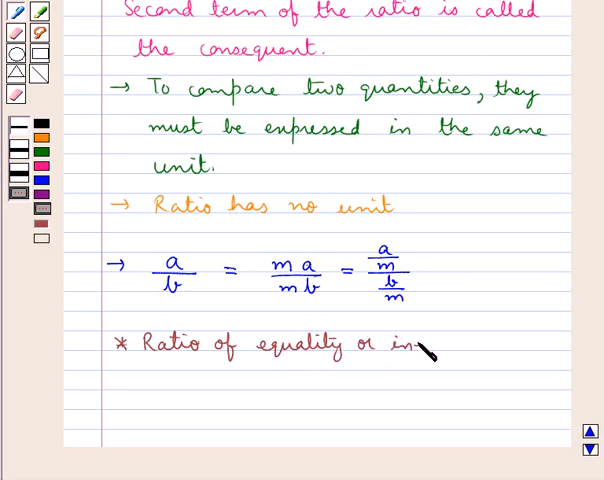 Second term of the ratio is called
the consequent.
→ To compare two quantities, they
must be expressed in the same
unit.
→ Ratio has no unit
→ a/b = ma/mb = (a/m)/(b/m)
* Ratio of equality or in